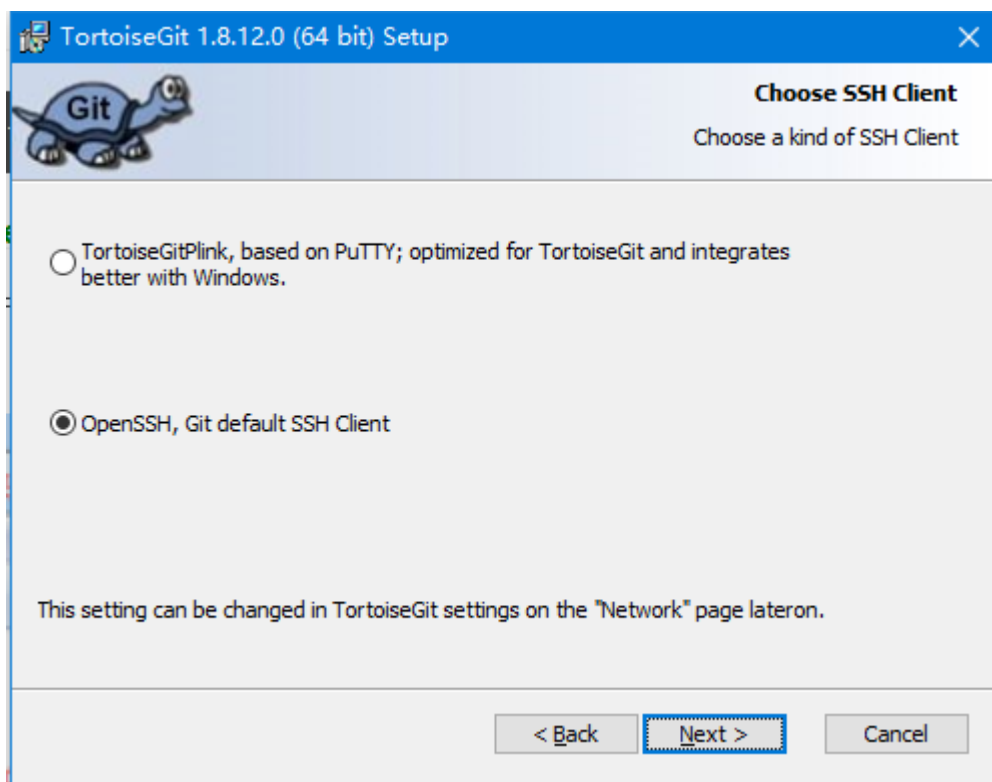 TortoiseGit 1.8.12.0 (64 bit) Setup
Git
Choose SSH Client
Choose a kind of SSH Client
TortoiseGitPlink, based on PuTTY; optimized for TortoiseGit and integrates
better with Windows.
OpenSSH, Git default SSH Client
This setting can be changed in TortoiseGit settings on the "Network" page lateron.
< Back
Next >
Cancel